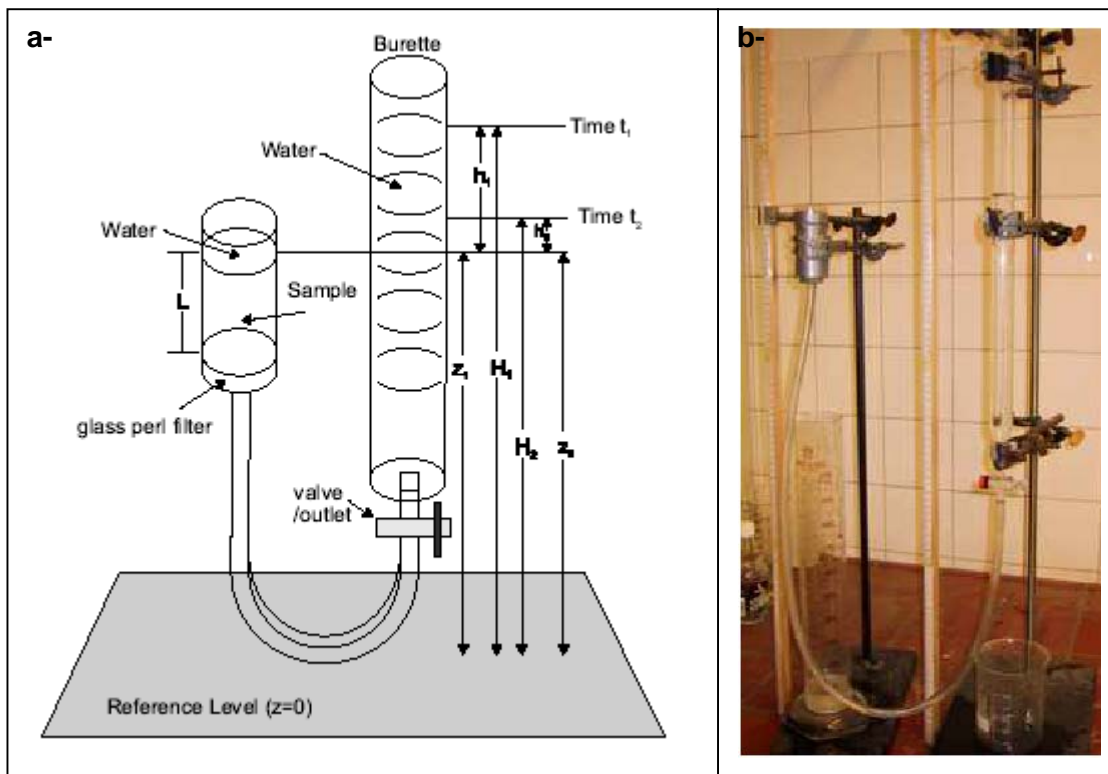 a-
Burette
Time t₁
Water
h₁
Time t₂
h₂
Water
L
Sample
z₁
H₁
H₂
z₂
glass perl filter
valve
/outlet
Reference Level (z=0)
b-